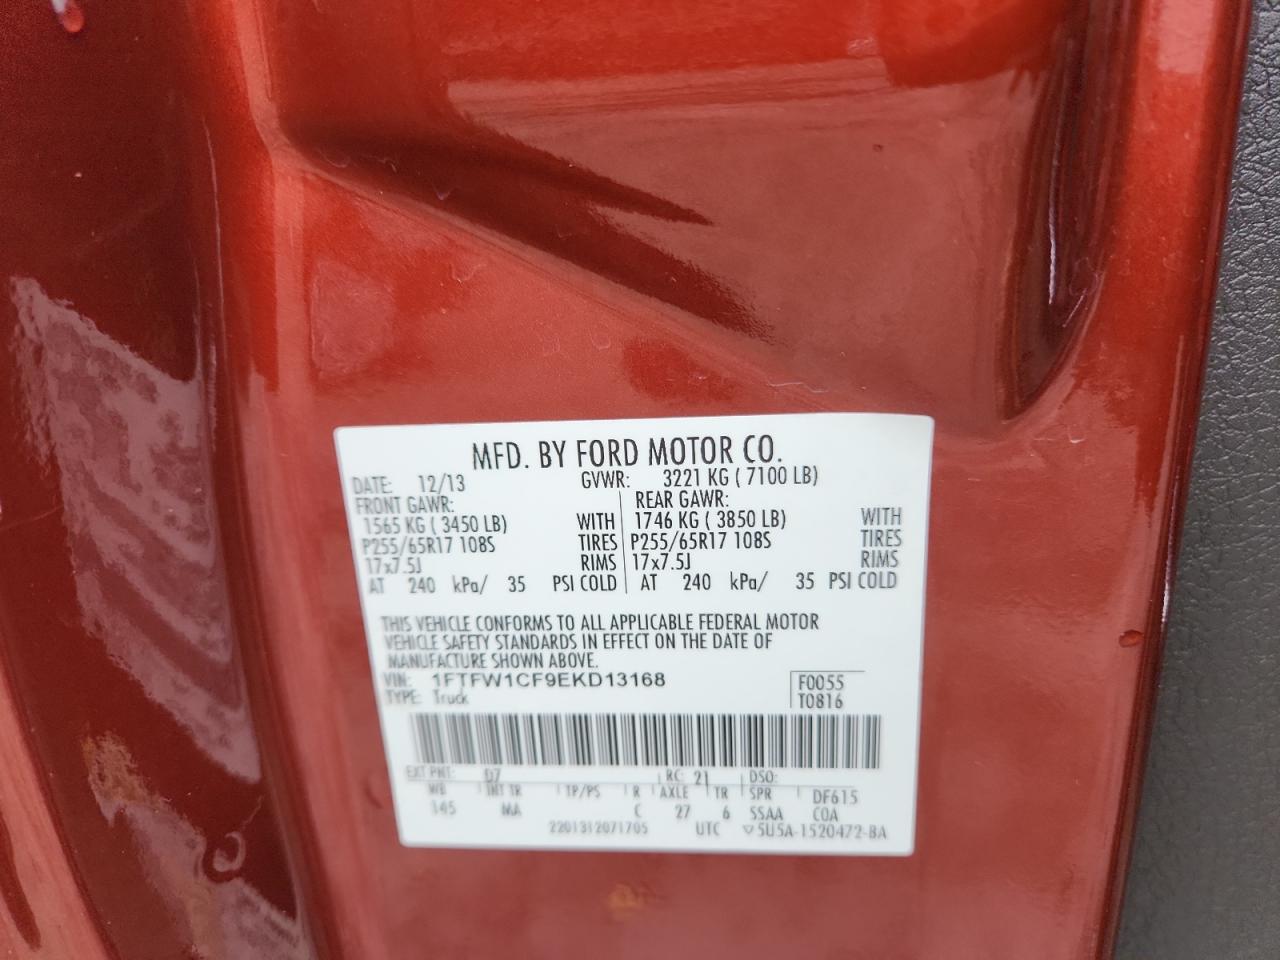 MFD. BY FORD MOTOR CO.
DATE: 12/13 GVWR: 3221 KG ( 7100 LB)
FRONT GAWR: REAR GAWR:
1565 KG ( 3450 LB) WITH 1746 KG ( 3850 LB) WITH
P255/65R17 108S TIRES P255/65R17 108S TIRES
17x7.5J RIMS 17x7.5J RIMS
AT 240 kPa/ 35 PSI COLD AT 240 kPa/ 35 PSI COLD
THIS VEHICLE CONFORMS TO ALL APPLICABLE FEDERAL MOTOR
VEHICLE SAFETY STANDARDS IN EFFECT ON THE DATE OF
MANUFACTURE SHOWN ABOVE.
VIN: 1FTFW1CF9EKD13168 F0055
TYPE: Truck T0816
EXT PNT: D7 RC: 21 DSO:
WB INT TR TP/PS R AXLE TR SPR DF615
145 MA C 27 6 SSAA COA
2201312071705 UTC ▽5U5A-1520472-BA